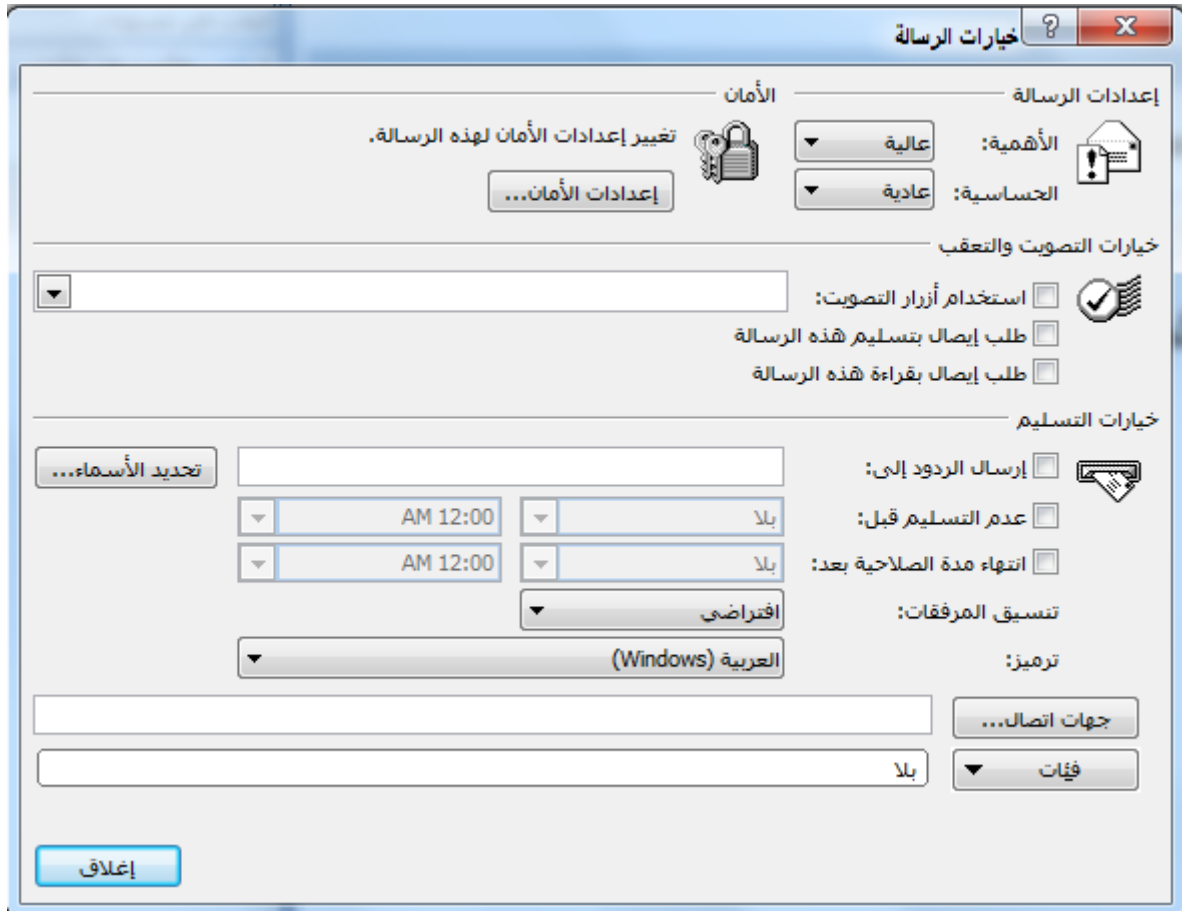 خيارات الرسالة
إعدادات الرسالة
الأهمية: عالية
الحساسية: عادية
الأمان
تغيير إعدادات الأمان لهذه الرسالة.
إعدادات الأمان...
خيارات التصويت والتعقب
استخدام أزرار التصويت:
طلب إيصال بتسليم هذه الرسالة
طلب إيصال بقراءة هذه الرسالة
خيارات التسليم
إرسال الردود إلى: تحديد الأسماء...
عدم التسليم قبل: بلا 12:00 AM
انتهاء مدة الصلاحية بعد: بلا 12:00 AM
تنسيق المرفقات: افتراضي
ترميز: العربية (Windows)
جهات اتصال...
فئات بلا
إغلاق